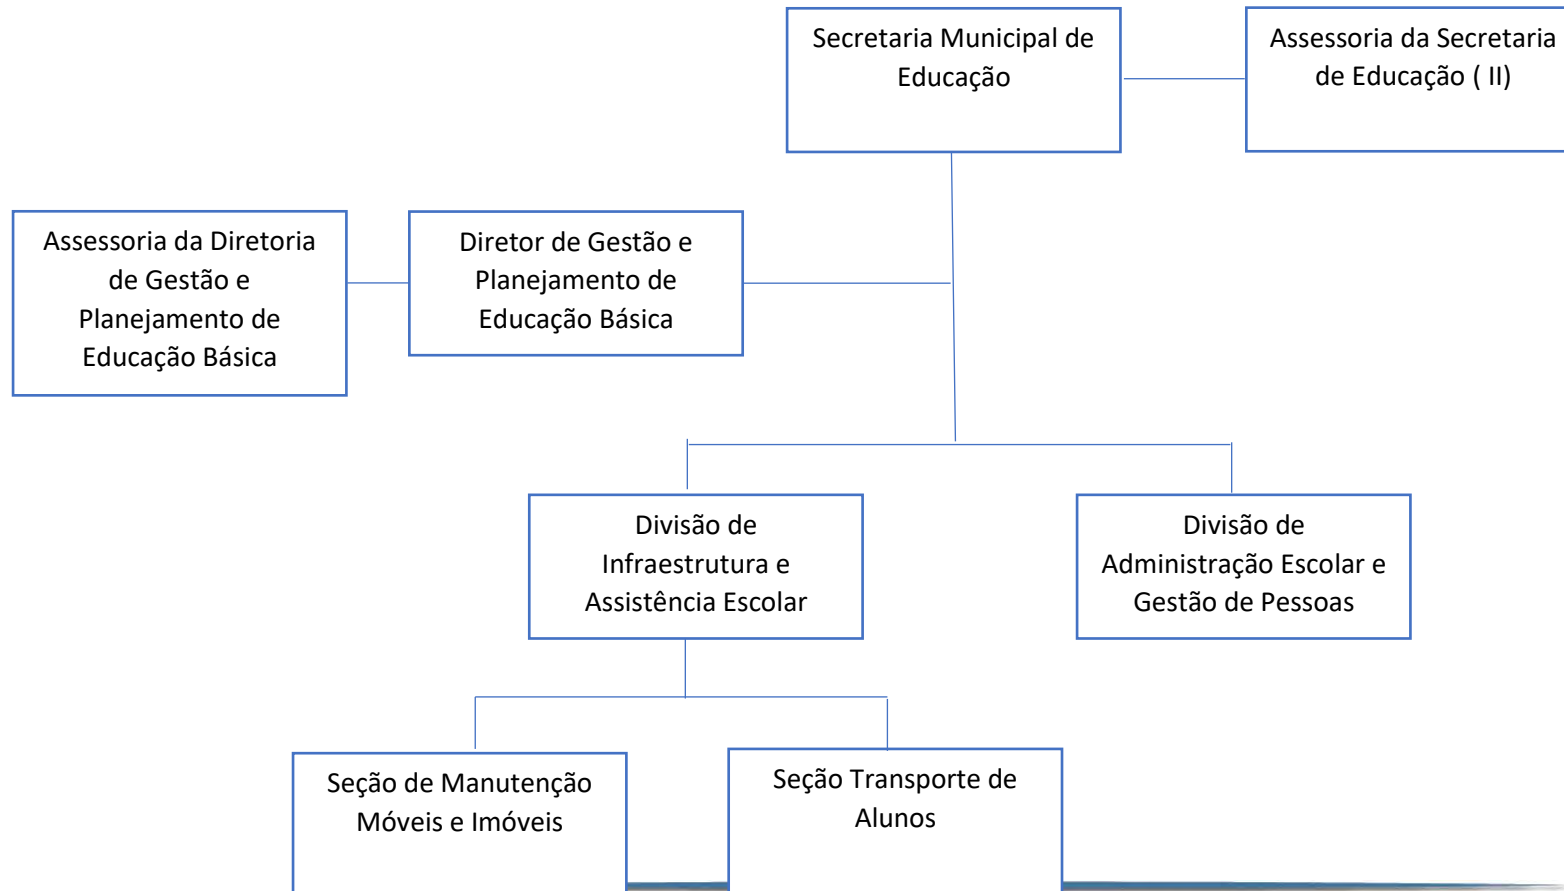 Secretaria Municipal de
Educação
Assessoria da Secretaria
de Educação ( II)
Assessoria da Diretoria
de Gestão e
Planejamento de
Educação Básica
Diretor de Gestão e
Planejamento de
Educação Básica
Divisão de
Infraestrutura e
Assistência Escolar
Divisão de
Administração Escolar e
Gestão de Pessoas
Seção de Manutenção
Móveis e Imóveis
Seção Transporte de
Alunos